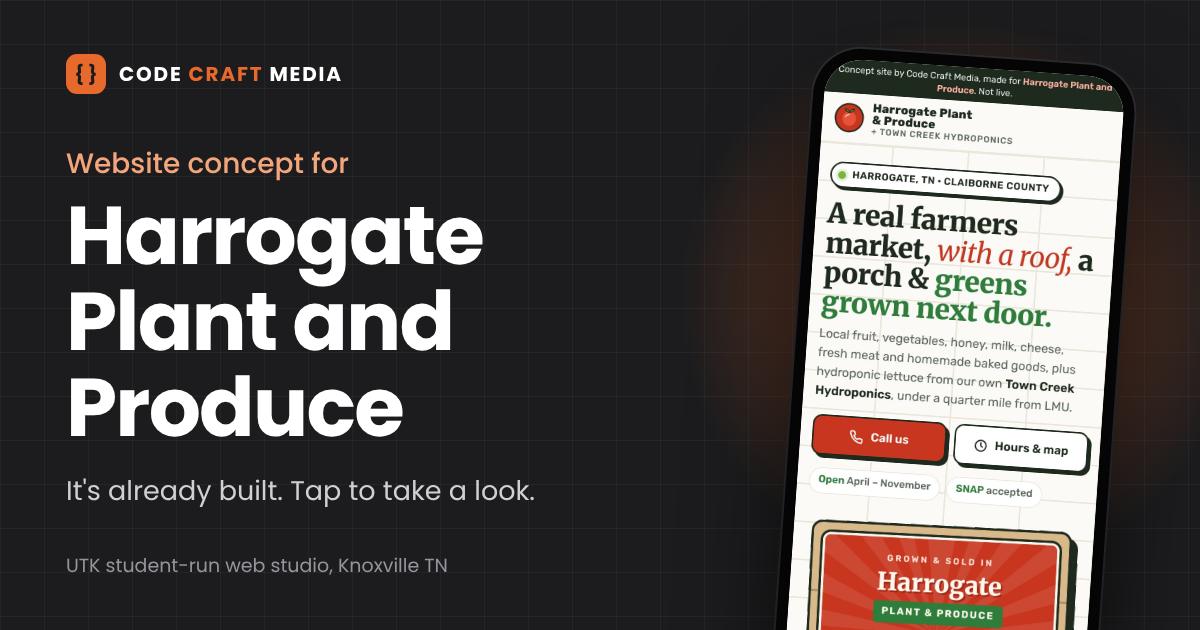 { } CODE CRAFT MEDIA
Website concept for
Harrogate
Plant and
Produce
It's already built. Tap to take a look.
UTK student-run web studio, Knoxville TN
Concept site by Code Craft Media, made for Harrogate Plant and
Produce. Not live.
Harrogate Plant
& Produce
+ TOWN CREEK HYDROPONICS
HARROGATE, TN • CLAIBORNE COUNTY
A real farmers
market, with a roof, a
porch & greens
grown next door.
Local fruit, vegetables, honey, milk, cheese,
fresh meat and homemade baked goods, plus
hydroponic lettuce from our own Town Creek
Hydroponics, under a quarter mile from LMU.
Call us
Hours & map
Open April – November
SNAP accepted
GROWN & SOLD IN
Harrogate
PLANT & PRODUCE